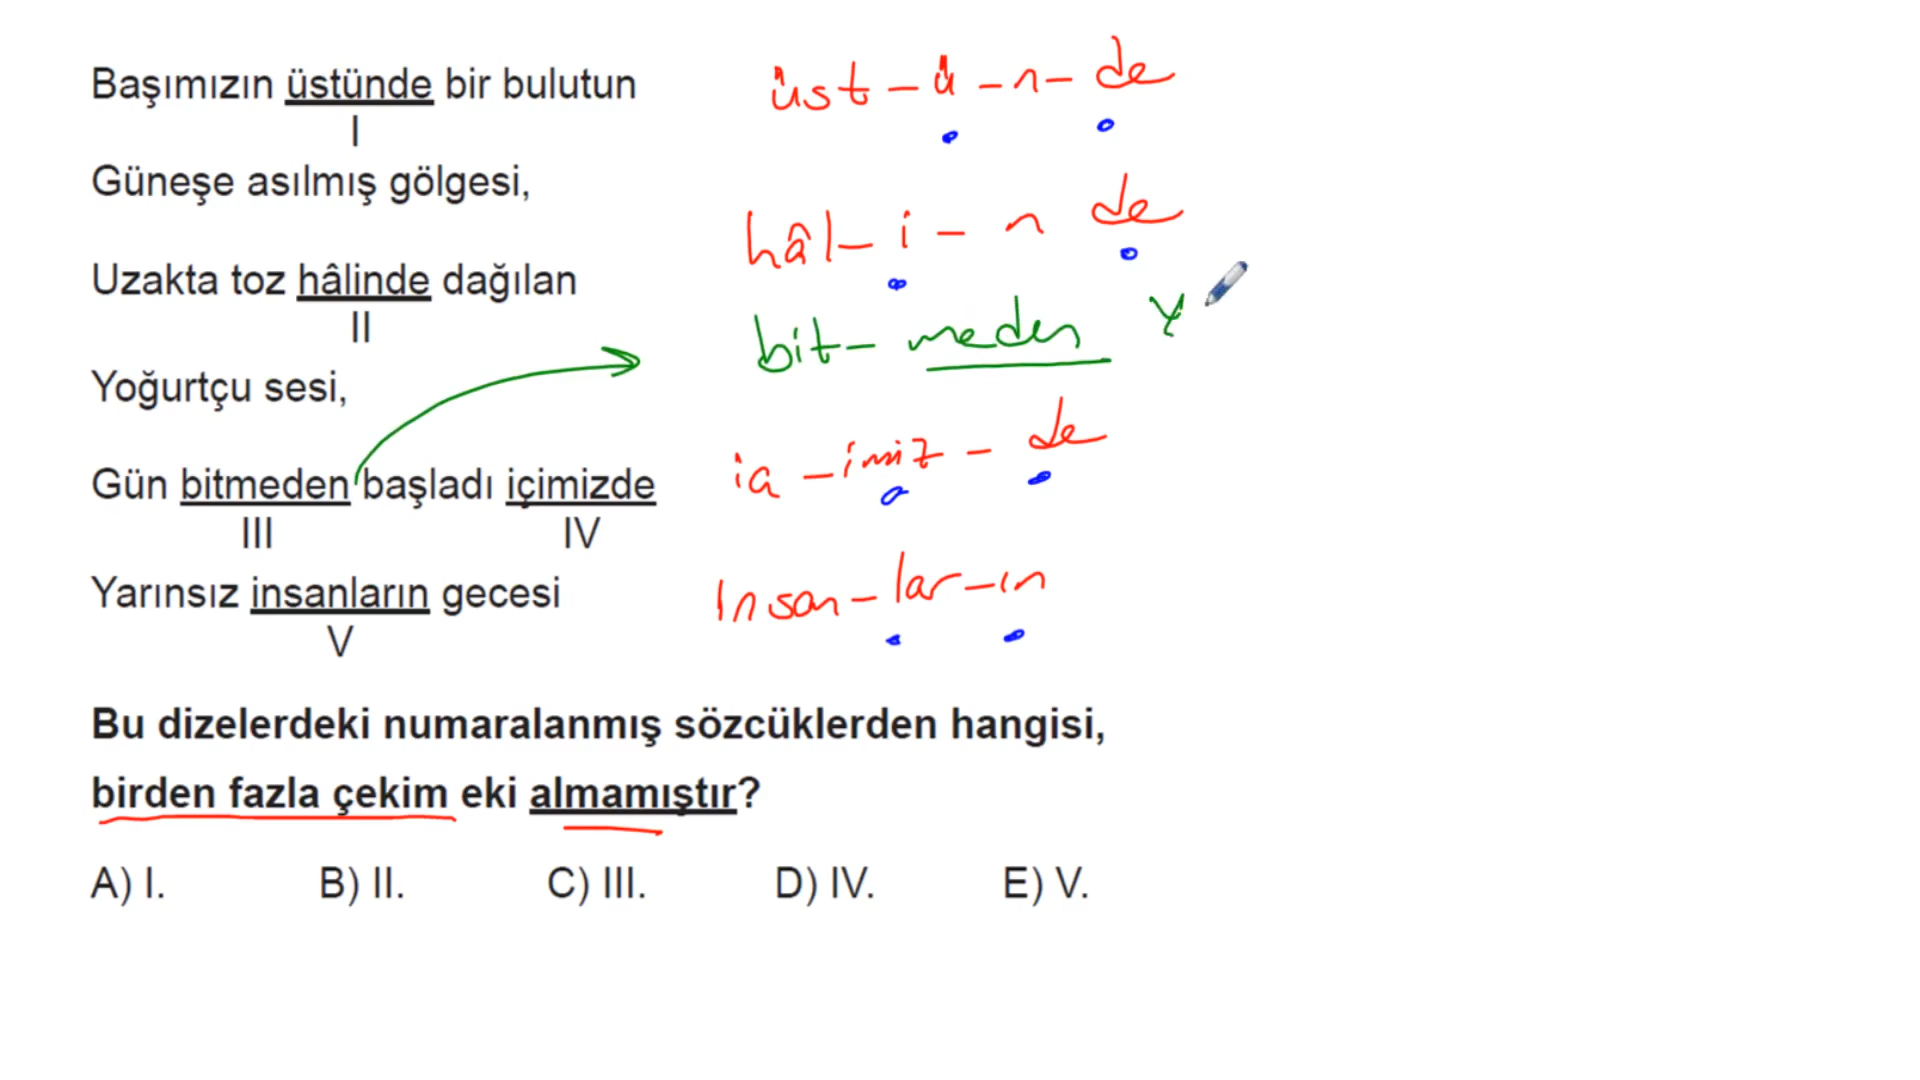 Başımızın üstünde bir bulutun
I
Güneşe asılmış gölgesi,
Uzakta toz hâlinde dağılan
II
Yoğurtçu sesi,
Gün bitmeden başladı içimizde
III IV
Yarınsız insanların gecesi
V
üst - ü - n - de
hâl - i - n de
bit - meden Y
iç - imiz - de
insan - lar - ın
Bu dizelerdeki numaralanmış sözcüklerden hangisi,
birden fazla çekim eki almamıştır?
A) I. B) II. C) III. D) IV. E) V.